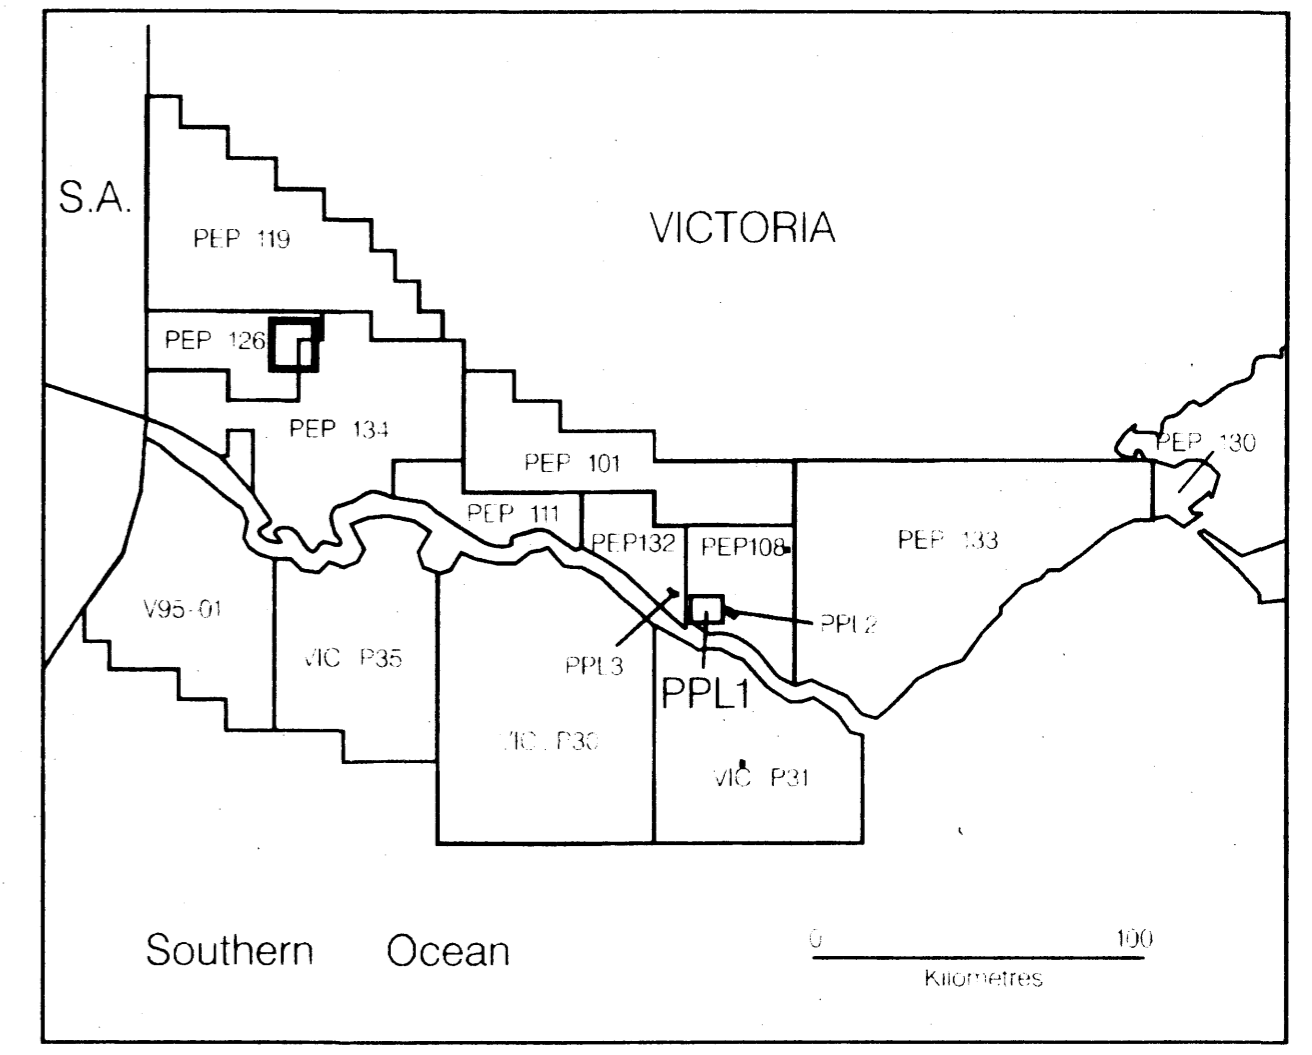 S.A.
VICTORIA
PEP 119
PEP 126
PEP 134
PEP 101
PEP 130
PEP 111
PEP132
PEP108
PEP 133
V95-01
PPL2
VIC P35
PPL3
PPL1
VIC P30
VIC P31
Southern Ocean
0 100
Kilometres